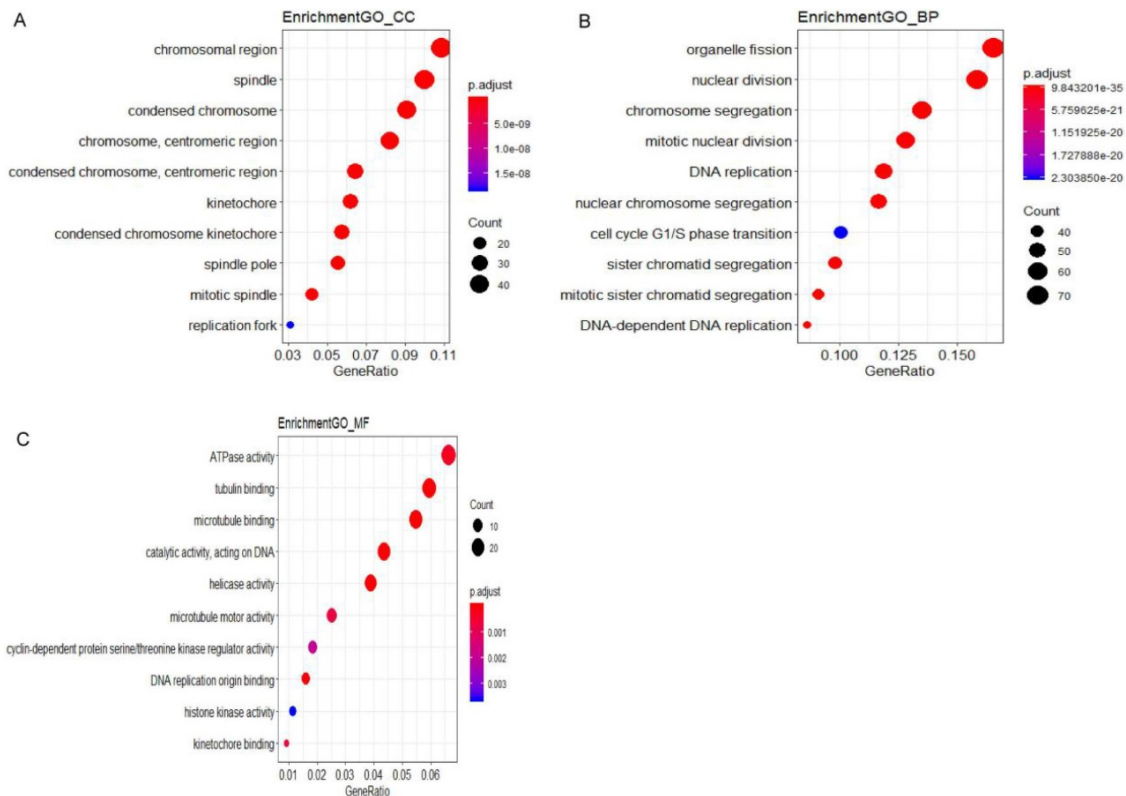 A
EnrichmentGO_CC
chromosomal region
spindle
condensed chromosome
chromosome, centromeric region
condensed chromosome, centromeric region
kinetochore
condensed chromosome kinetochore
spindle pole
mitotic spindle
replication fork
0.03 0.05 0.07 0.09 0.11
GeneRatio
p.adjust
5.0e-09
1.0e-08
1.5e-08
Count
20
30
40
B
EnrichmentGO_BP
organelle fission
nuclear division
chromosome segregation
mitotic nuclear division
DNA replication
nuclear chromosome segregation
cell cycle G1/S phase transition
sister chromatid segregation
mitotic sister chromatid segregation
DNA-dependent DNA replication
0.100 0.125 0.150
GeneRatio
p.adjust
9.843201e-35
5.759625e-21
1.151925e-20
1.727888e-20
2.303850e-20
Count
40
50
60
70
C
EnrichmentGO_MF
ATPase activity
tubulin binding
microtubule binding
catalytic activity, acting on DNA
helicase activity
microtubule motor activity
cyclin-dependent protein serine/threonine kinase regulator activity
DNA replication origin binding
histone kinase activity
kinetochore binding
0.01 0.02 0.03 0.04 0.05 0.06
GeneRatio
Count
10
20
p.adjust
0.001
0.002
0.003